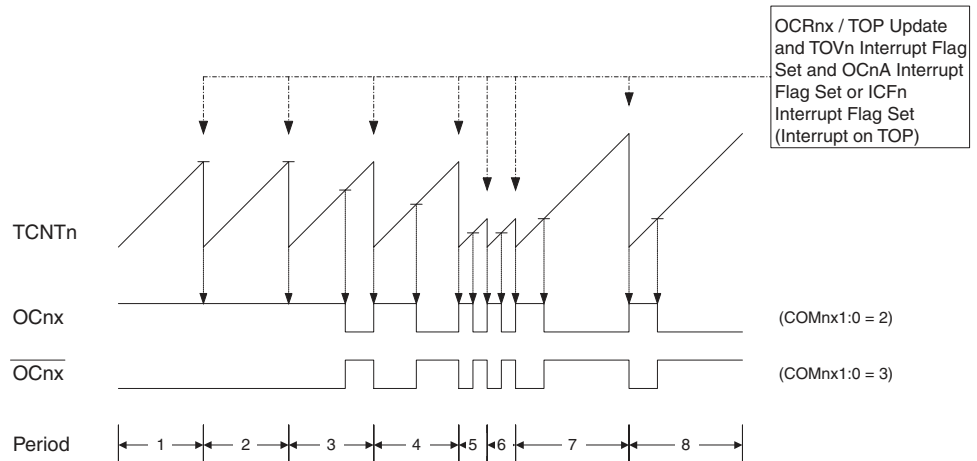 OCRnx / TOP Update
and TOVn Interrupt Flag
Set and OCnA Interrupt
Flag Set or ICFn
Interrupt Flag Set
(Interrupt on TOP)
TCNTn
OCnx
(COMnx1:0 = 2)
OCnx
(COMnx1:0 = 3)
Period
1
2
3
4
5
6
7
8